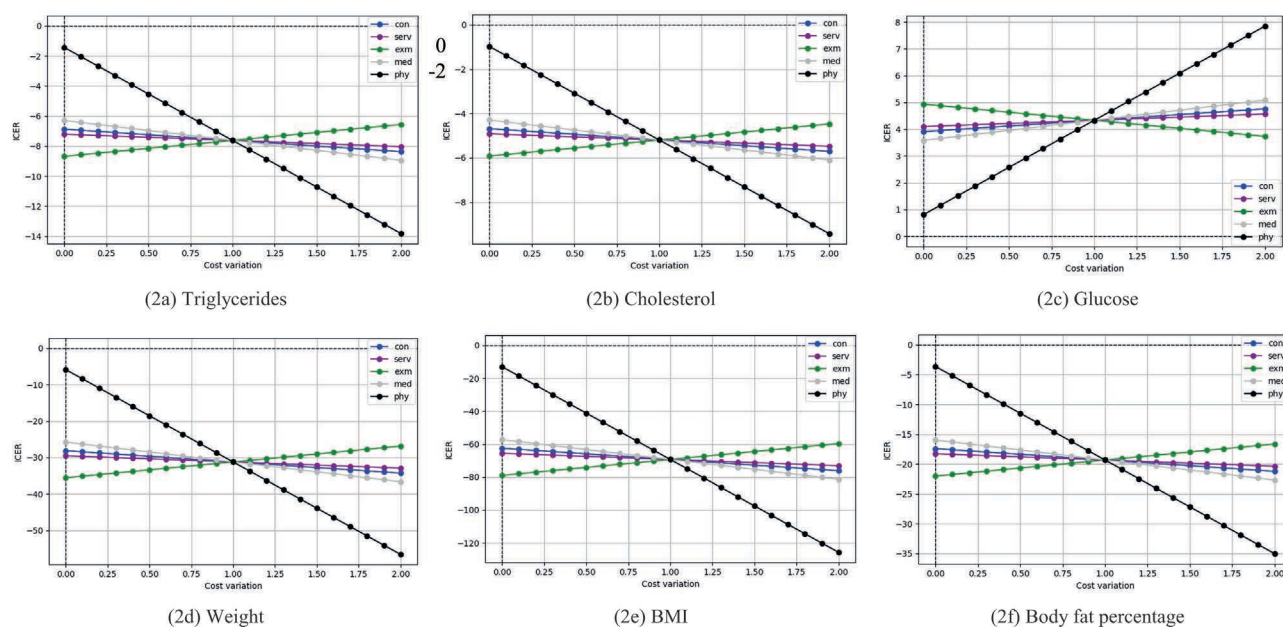 0
−2
−4
−6
−8
−10
−12
−14
ICER
0.00 0.25 0.50 0.75 1.00 1.25 1.50 1.75 2.00
Cost variation
con
serv
exm
med
phy
(2a) Triglycerides
0
-2
0
−4
−6
−8
ICER
0.00 0.25 0.50 0.75 1.00 1.25 1.50 1.75 2.00
Cost variation
con
serv
exm
med
phy
(2b) Cholesterol
8
7
6
5
4
3
2
1
0
ICER
0.00 0.25 0.50 0.75 1.00 1.25 1.50 1.75 2.00
Cost variation
con
serv
exm
med
phy
(2c) Glucose
0
−10
−20
−30
−40
−50
ICER
0.00 0.25 0.50 0.75 1.00 1.25 1.50 1.75 2.00
Cost variation
con
serv
exm
med
phy
(2d) Weight
0
−20
−40
−60
−80
−100
−120
ICER
0.00 0.25 0.50 0.75 1.00 1.25 1.50 1.75 2.00
Cost variation
con
serv
exm
med
phy
(2e) BMI
0
−5
−10
−15
−20
−25
−30
−35
ICER
0.00 0.25 0.50 0.75 1.00 1.25 1.50 1.75 2.00
Cost variation
con
serv
exm
med
phy
(2f) Body fat percentage